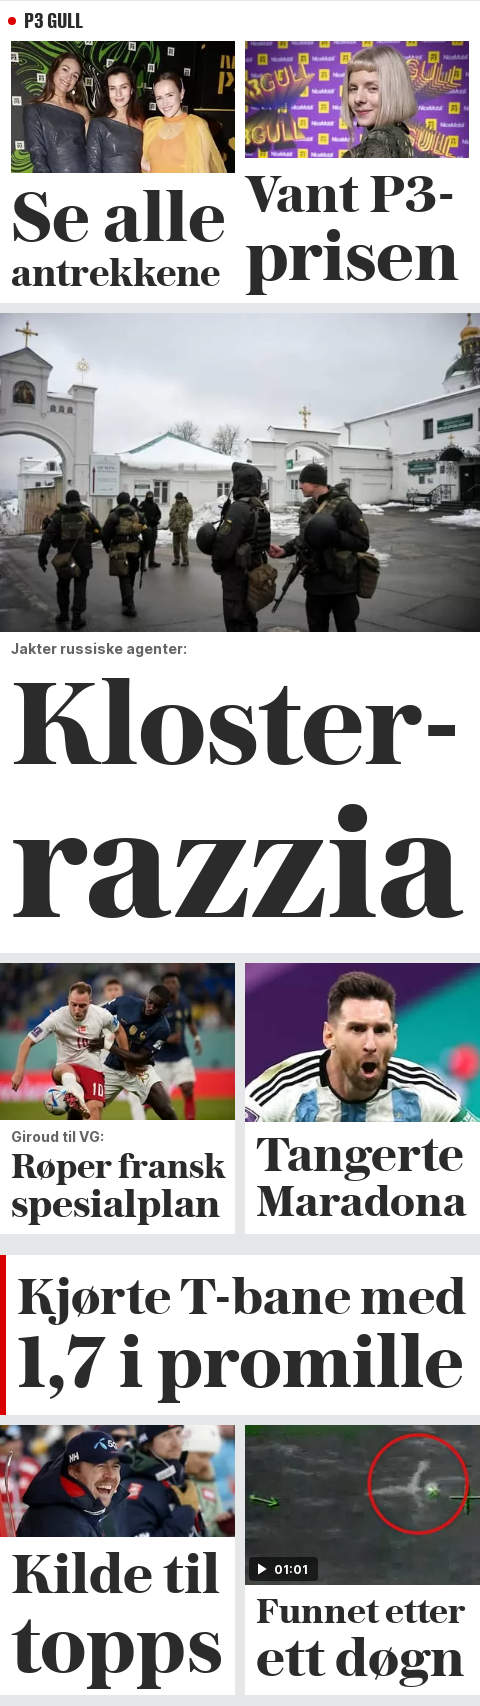 P3 GULL
Se alle
antrekkene
Vant P3-
prisen
Jakter russiske agenter:
Kloster-
razzia
Giroud til VG:
Røper fransk
spesialplan
Tangerte
Maradona
Kjørte T-bane med
1,7 i promille
Kilde til
topps
01:01
Funnet etter
ett døgn